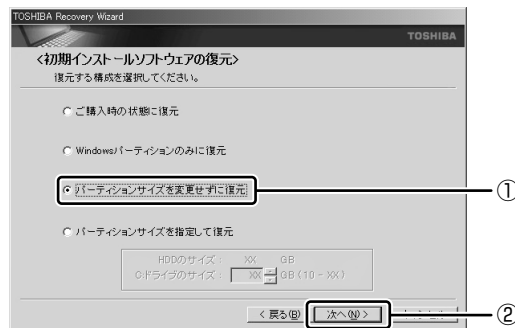 TOSHIBA Recovery Wizard
TOSHIBA
<初期インストールソフトウェアの復元>
復元する構成を選択してください。
ご購入時の状態に復元
Windowsパーティションのみに復元
パーティションサイズを変更せずに復元
①
パーティションサイズを指定して復元
HDDのサイズ: XX GB
C:ドライブのサイズ: XX GB (10 - XX)
< 戻る(B)
次へ(N) >
②